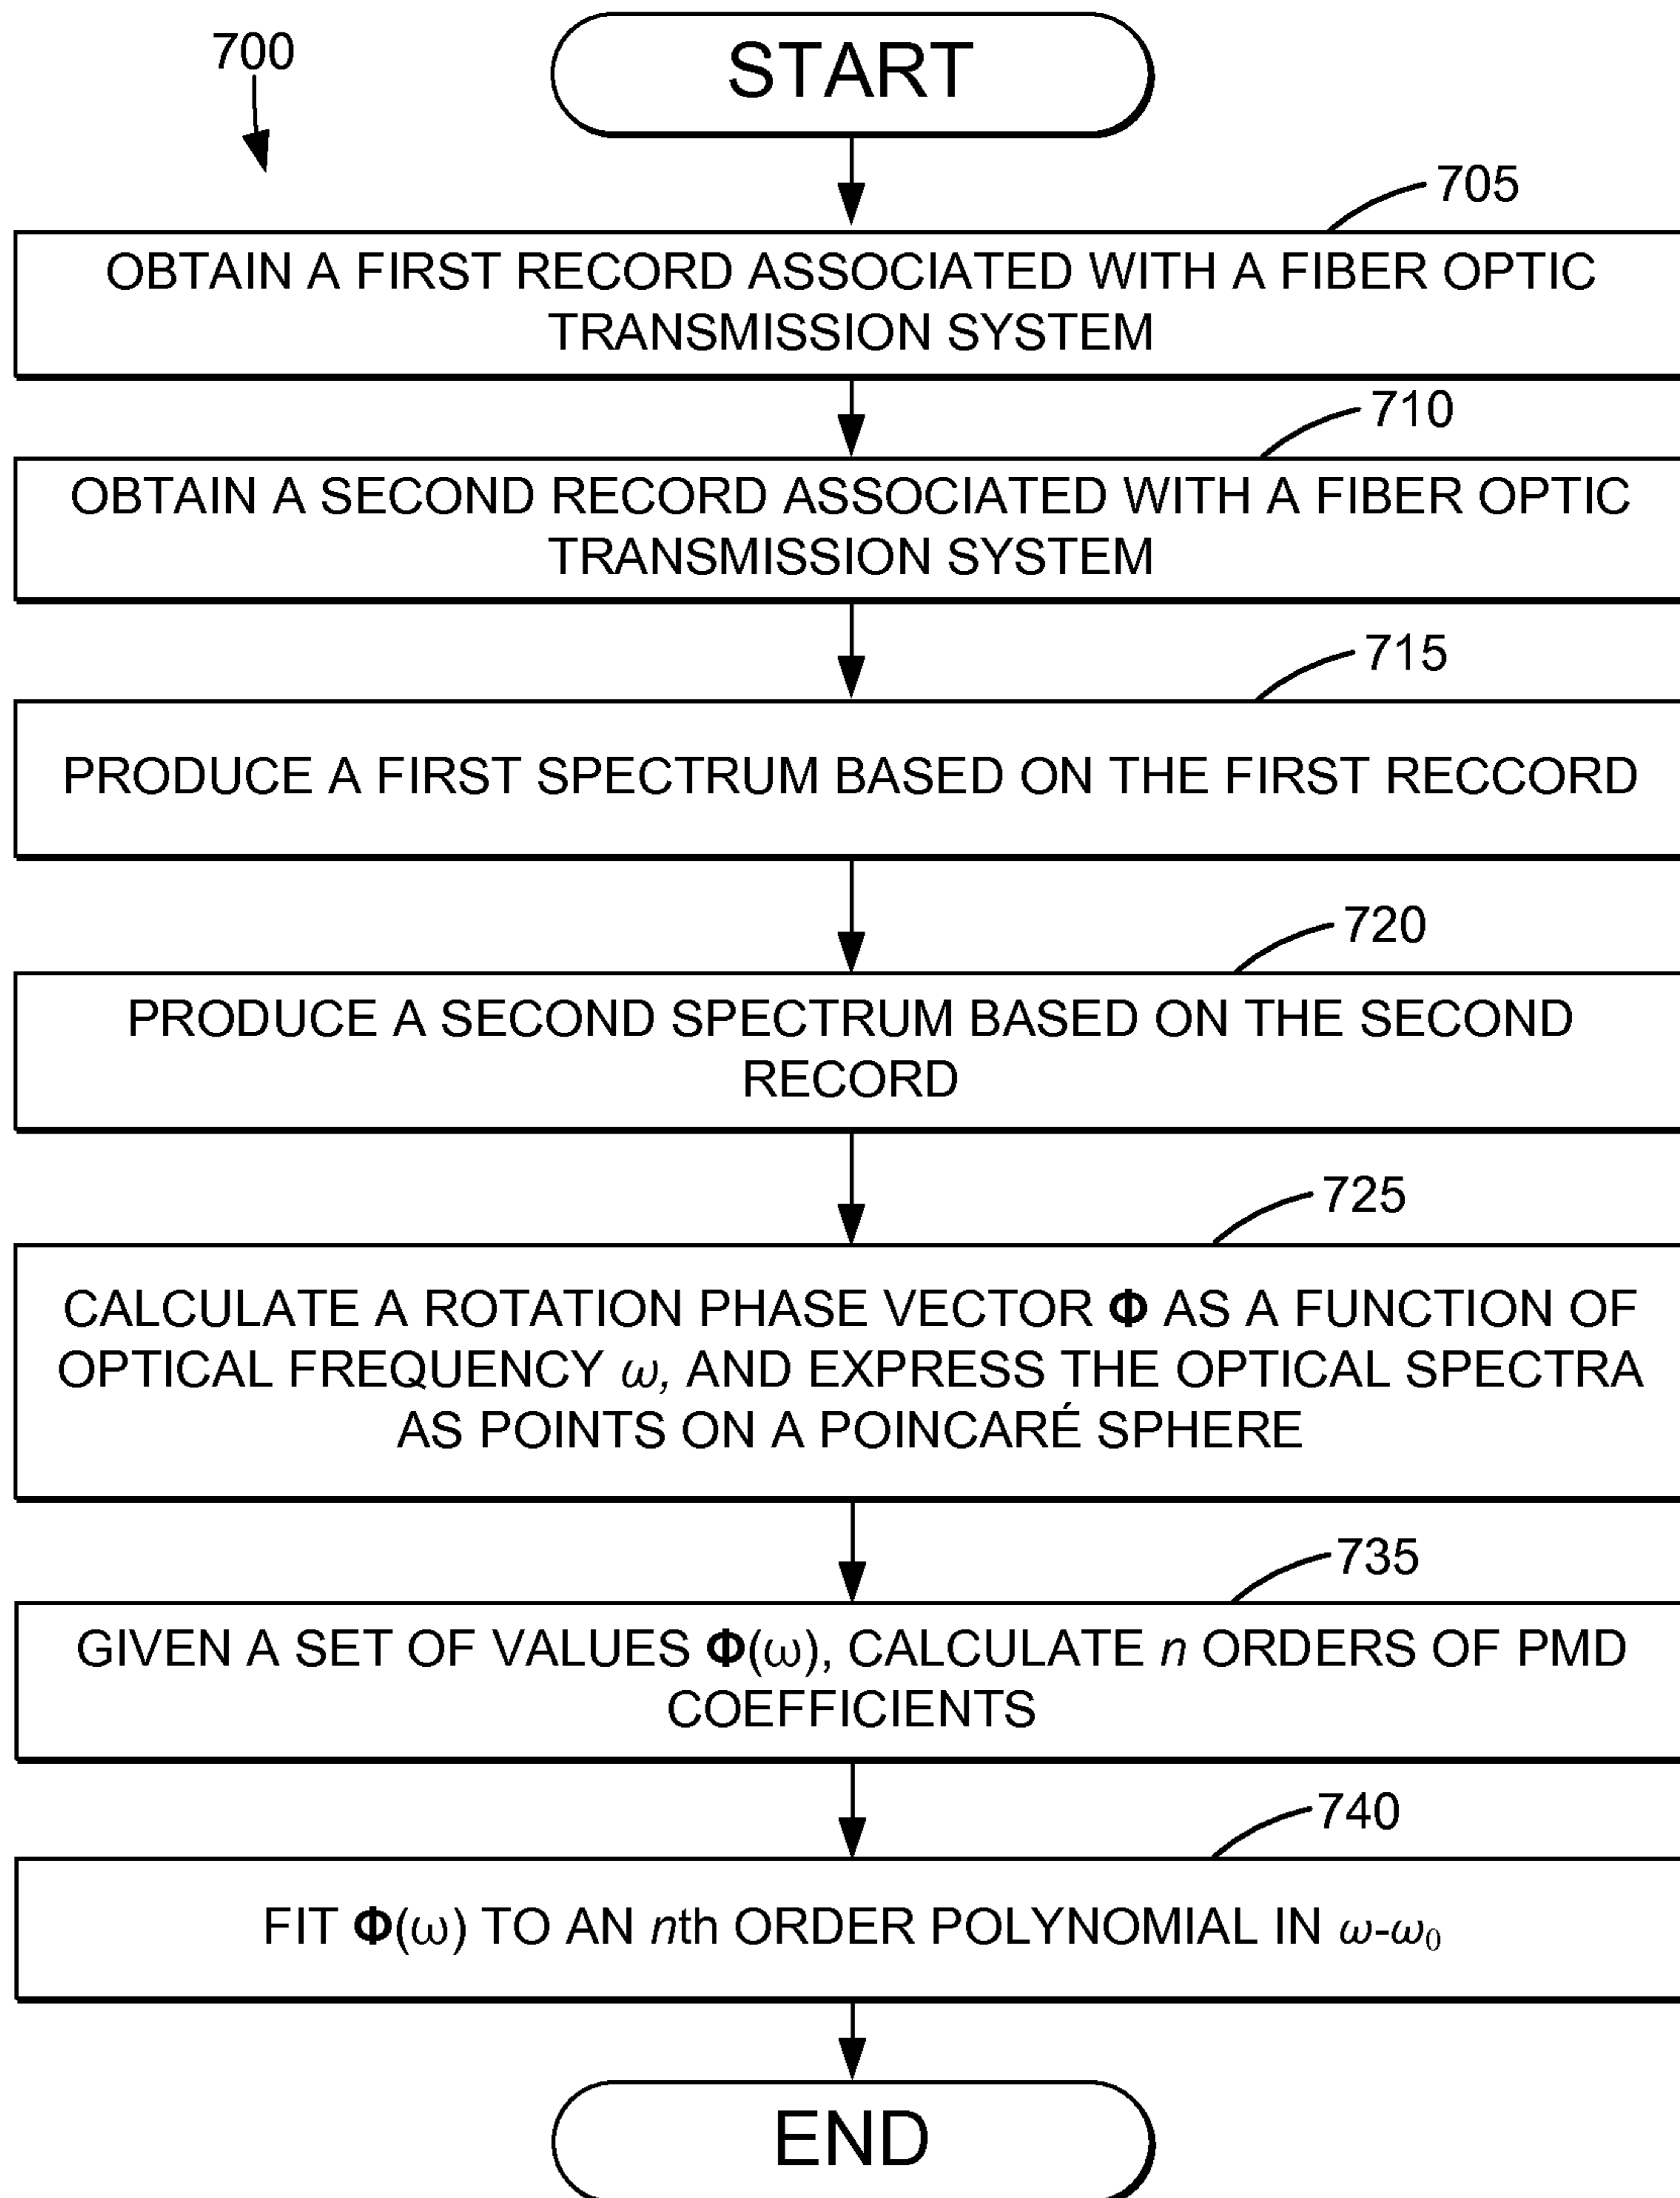 700
START
705
OBTAIN A FIRST RECORD ASSOCIATED WITH A FIBER OPTIC
TRANSMISSION SYSTEM
710
OBTAIN A SECOND RECORD ASSOCIATED WITH A FIBER OPTIC
TRANSMISSION SYSTEM
715
PRODUCE A FIRST SPECTRUM BASED ON THE FIRST RECCORD
720
PRODUCE A SECOND SPECTRUM BASED ON THE SECOND
RECORD
725
CALCULATE A ROTATION PHASE VECTOR Φ AS A FUNCTION OF
OPTICAL FREQUENCY ω, AND EXPRESS THE OPTICAL SPECTRA
AS POINTS ON A POINCARÉ SPHERE
735
GIVEN A SET OF VALUES Φ(ω), CALCULATE n ORDERS OF PMD
COEFFICIENTS
740
FIT Φ(ω) TO AN nth ORDER POLYNOMIAL IN ω-ω₀
END